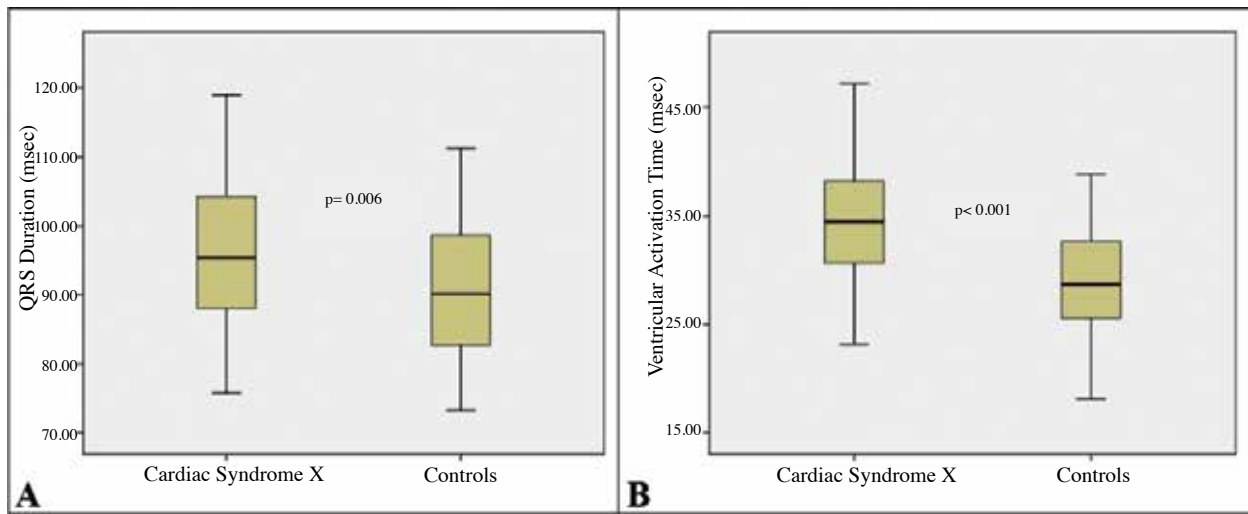 QRS Duration (msec)
120.00
110.00
100.00
90.00
80.00
70.00
p= 0.006
Cardiac Syndrome X
Controls
A
Ventricular Activation Time (msec)
45.00
35.00
25.00
15.00
p< 0.001
Cardiac Syndrome X
Controls
B